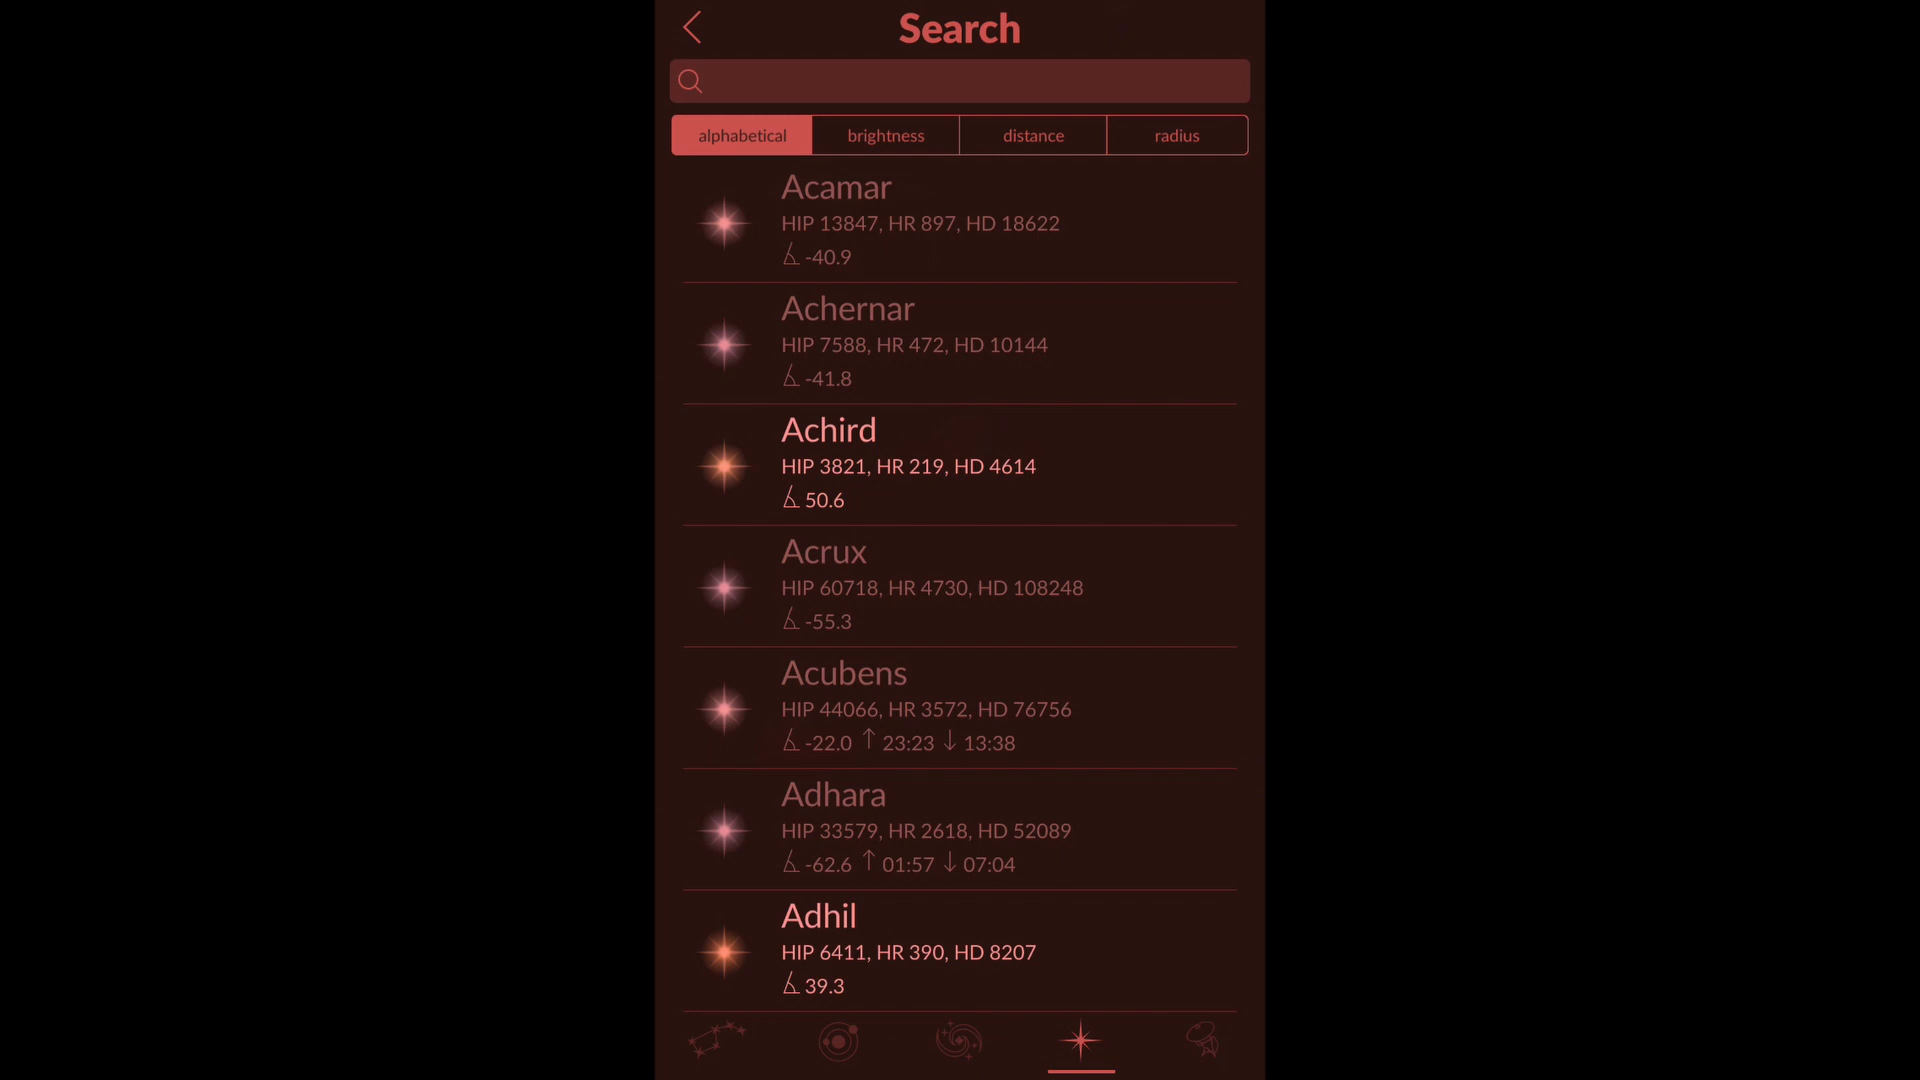 Search
alphabetical brightness distance radius
Acamar
HIP 13847, HR 897, HD 18622
-40.9
Achernar
HIP 7588, HR 472, HD 10144
-41.8
Achird
HIP 3821, HR 219, HD 4614
50.6
Acrux
HIP 60718, HR 4730, HD 108248
-55.3
Acubens
HIP 44066, HR 3572, HD 76756
-22.0 ↑ 23:23 ↓ 13:38
Adhara
HIP 33579, HR 2618, HD 52089
-62.6 ↑ 01:57 ↓ 07:04
Adhil
HIP 6411, HR 390, HD 8207
39.3